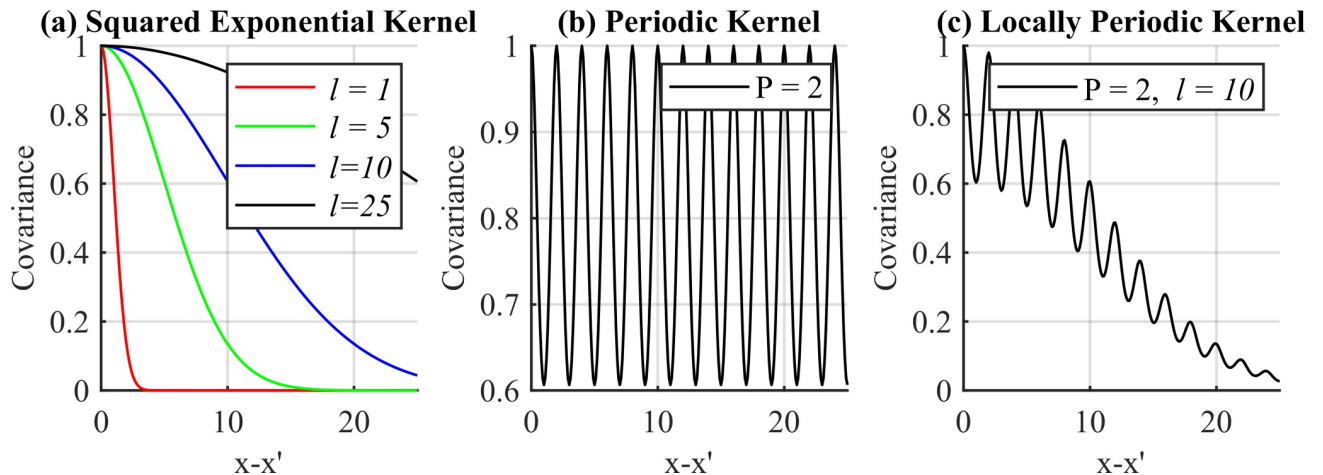 (a) Squared Exponential Kernel
1
0.8
0.6
0.4
0.2
0
0
10
20
Covariance
x-x'
l = 1
l = 5
l=10
l=25
(b) Periodic Kernel
1
0.9
0.8
0.7
0.6
0
10
20
Covariance
x-x'
P = 2
(c) Locally Periodic Kernel
1
0.8
0.6
0.4
0.2
0
0
10
20
Covariance
x-x'
P = 2, l = 10